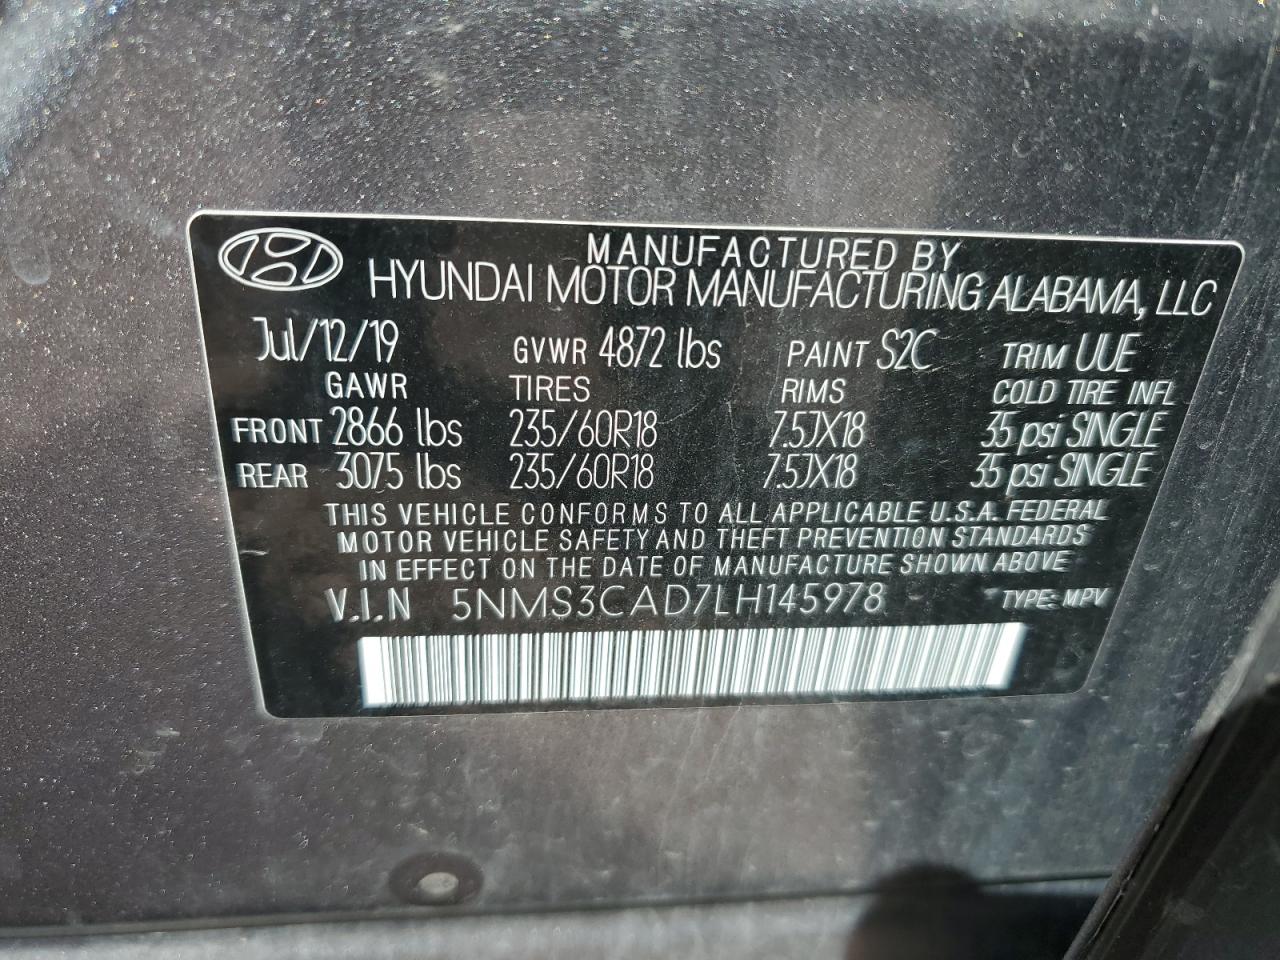 MANUFACTURED BY
HYUNDAI MOTOR MANUFACTURING ALABAMA, LLC
Jul/12/19 GVWR 4872 lbs PAINT S2C TRIM UUE
GAWR TIRES RIMS COLD TIRE INFL
FRONT 2866 lbs 235/60R18 7.5JX18 35 psi SINGLE
REAR 3075 lbs 235/60R18 7.5JX18 35 psi SINGLE
THIS VEHICLE CONFORMS TO ALL APPLICABLE U.S.A. FEDERAL
MOTOR VEHICLE SAFETY AND THEFT PREVENTION STANDARDS
IN EFFECT ON THE DATE OF MANUFACTURE SHOWN ABOVE
V.I.N 5NMS3CAD7LH145978 TYPE: MPV